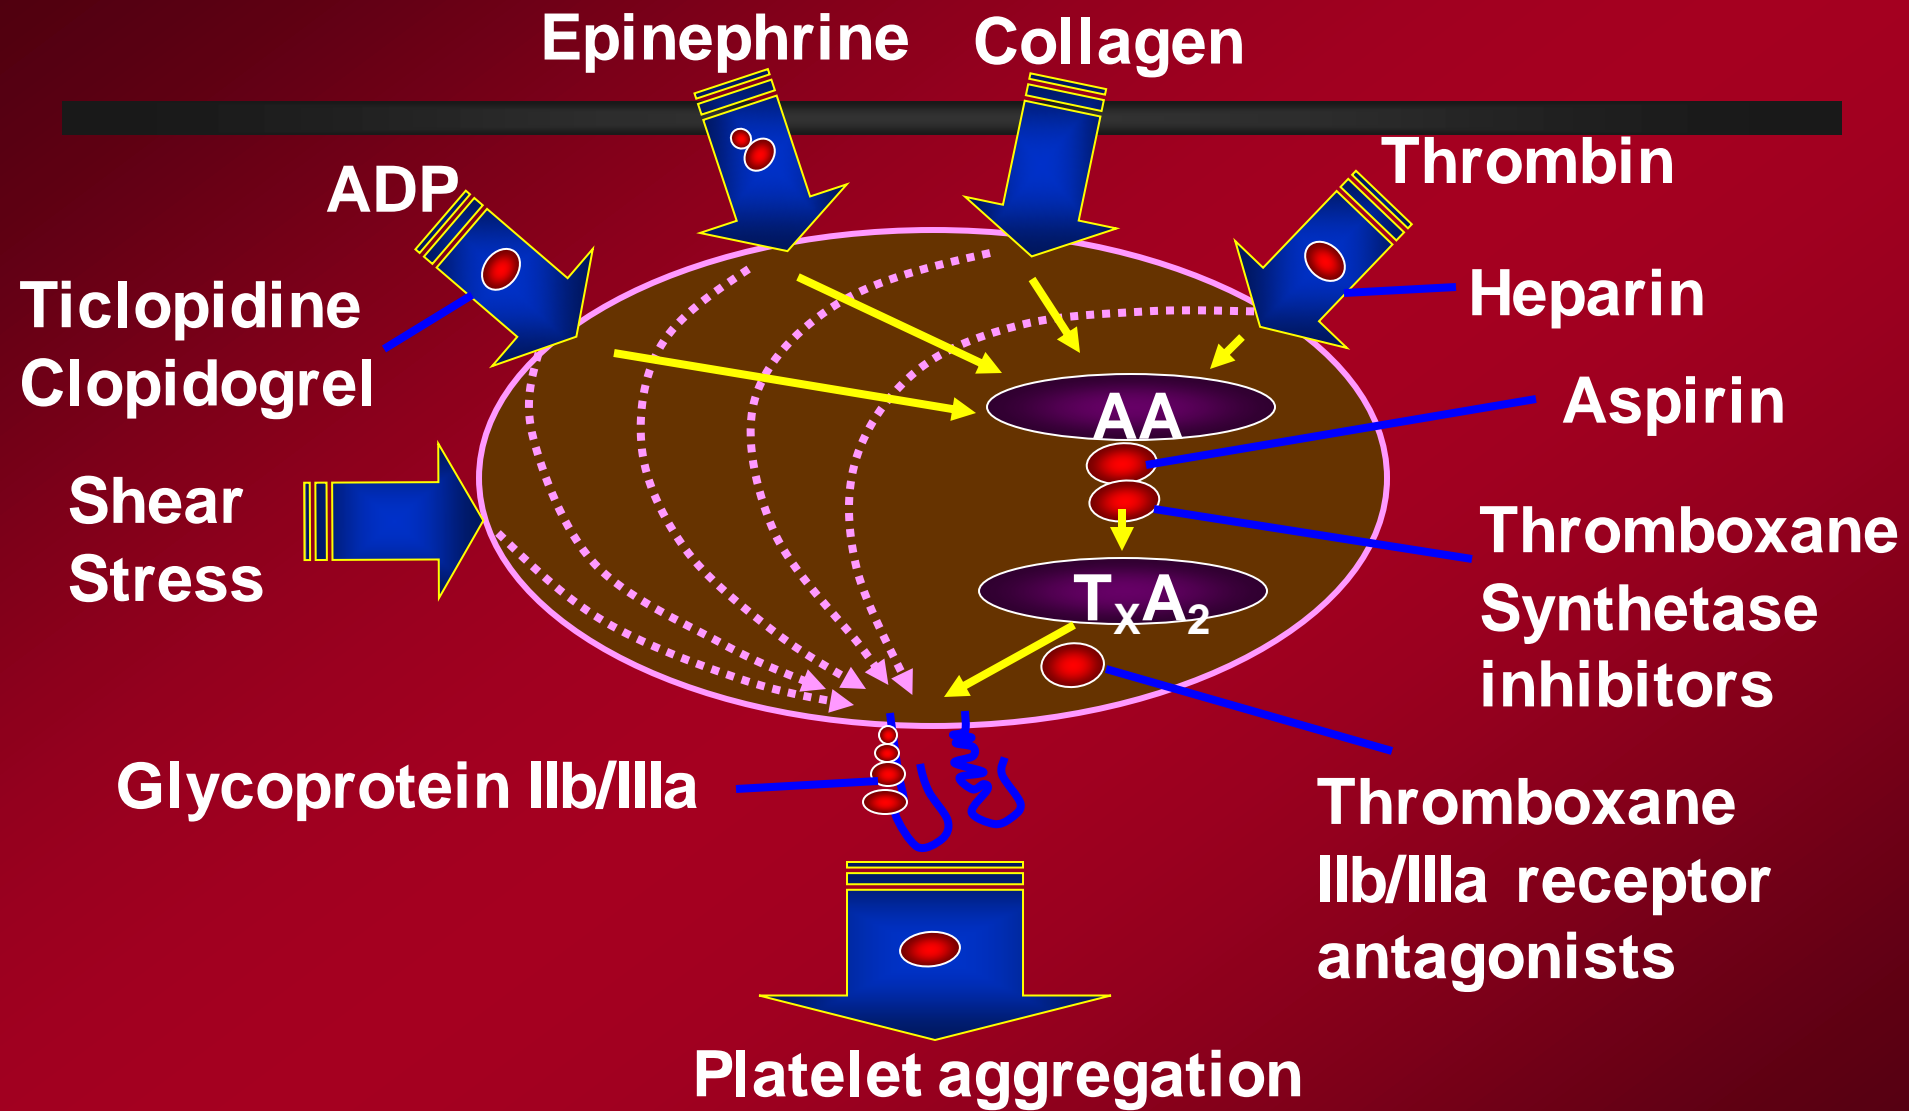 Epinephrine
Collagen
Thrombin
ADP
Ticlopidine
Clopidogrel
Heparin
AA
Aspirin
Shear
Stress
Thromboxane
Synthetase
inhibitors
TXA2
Glycoprotein IIb/IIIa
Thromboxane
IIb/IIIa receptor
antagonists
Platelet aggregation